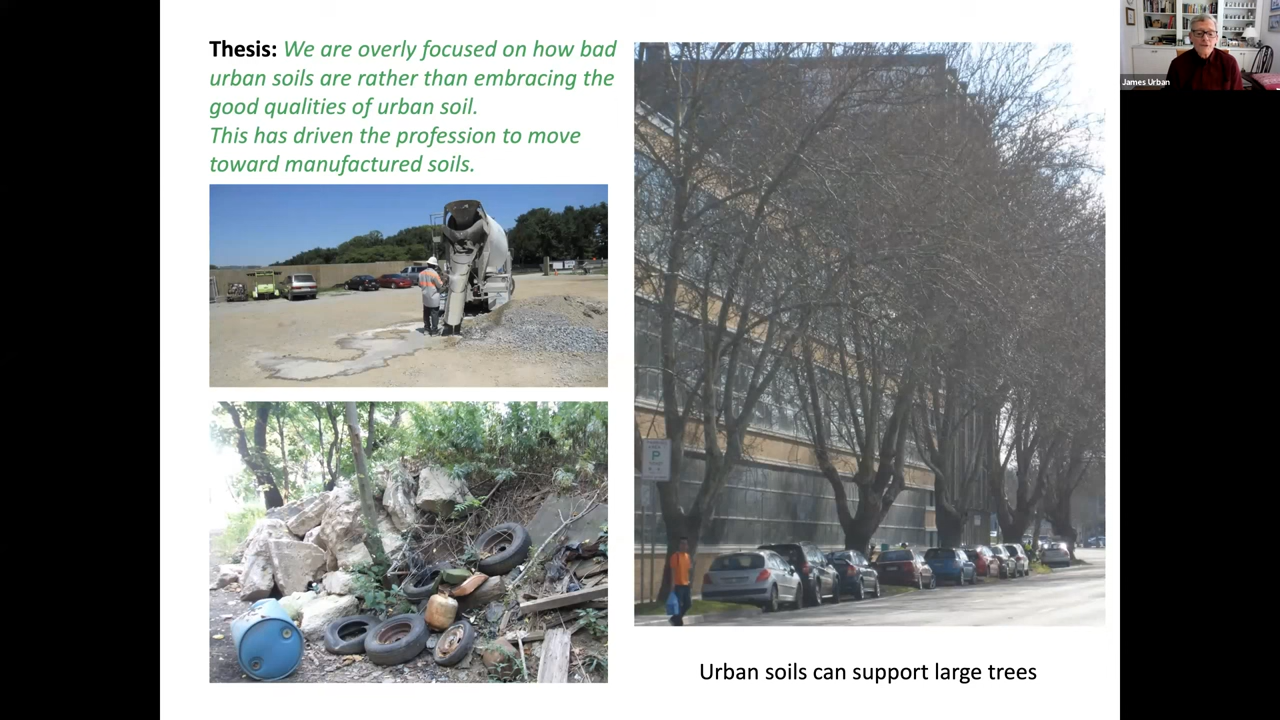 Thesis: We are overly focused on how bad
urban soils are rather than embracing the
good qualities of urban soil.
This has driven the profession to move
toward manufactured soils.
James Urban
P
Urban soils can support large trees